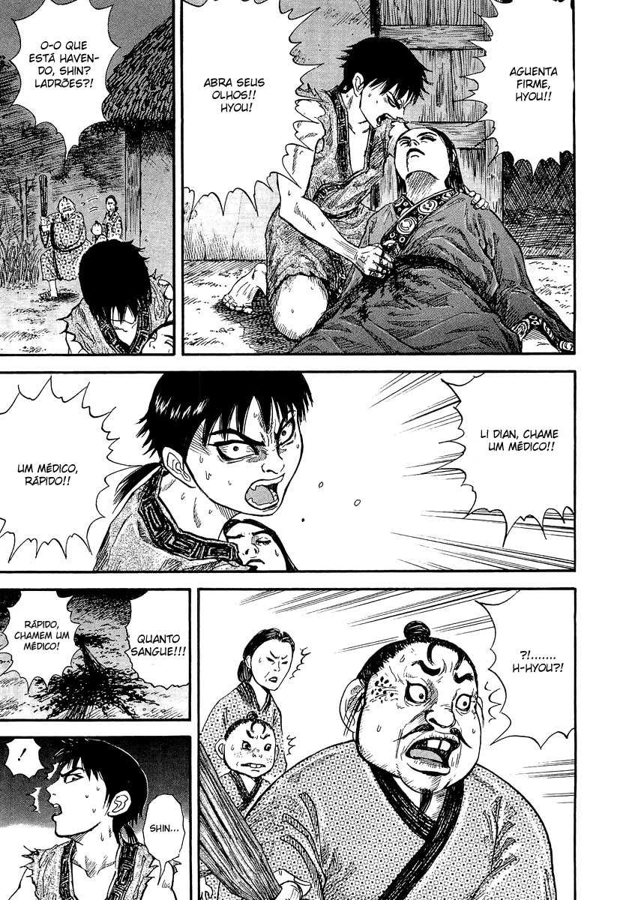 AGUENTA
FIRME,
HYOU!!
ABRA SEUS
OLHOS!!
HYOU!
O-O QUE
ESTÁ HAVEN-
DO, SHIN?
LADRÕES?!
LI DIAN, CHAME
UM MÉDICO!!
UM MÉDICO,
RÁPIDO!!
?!.......
H-HYOU?!
QUANTO
SANGUE!!!
RÁPIDO,
CHAMEM UM
MÉDICO!
SHIN...
!